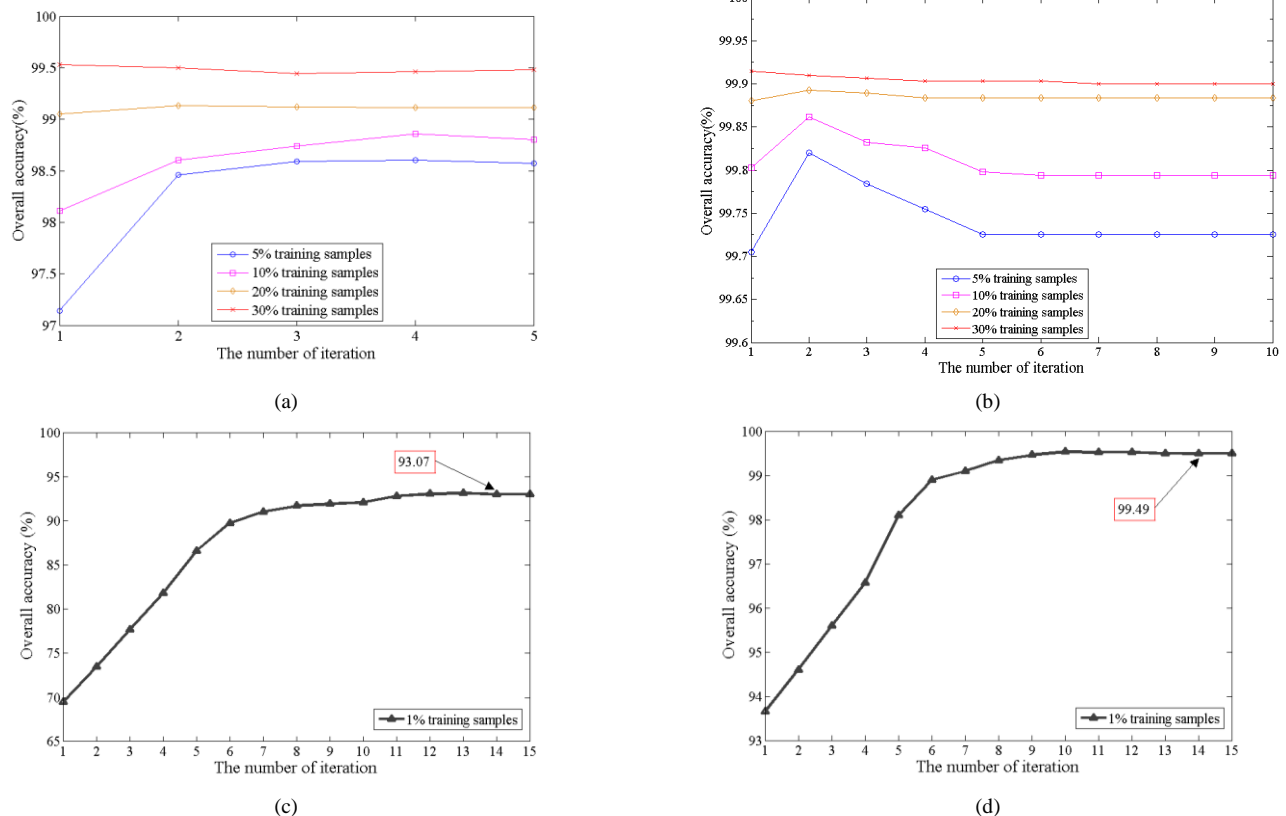 100
99.5
99
98.5
98
97.5
97
Overall accuracy(%)
5% training samples
10% training samples
20% training samples
30% training samples
1 2 3 4 5
The number of iteration
(a)
99.95
99.9
99.85
99.8
99.75
99.7
99.65
99.6
Overall accuracy(%)
5% training samples
10% training samples
20% training samples
30% training samples
1 2 3 4 5 6 7 8 9 10
The number of iteration
(b)
100
95
90
85
80
75
70
65
Overall accuracy (%)
93.07
1% training samples
1 2 3 4 5 6 7 8 9 10 11 12 13 14 15
The number of iteration
(c)
100
99
98
97
96
95
94
93
Overall accuracy (%)
99.49
1% training samples
1 2 3 4 5 6 7 8 9 10 11 12 13 14 15
The number of iteration
(d)